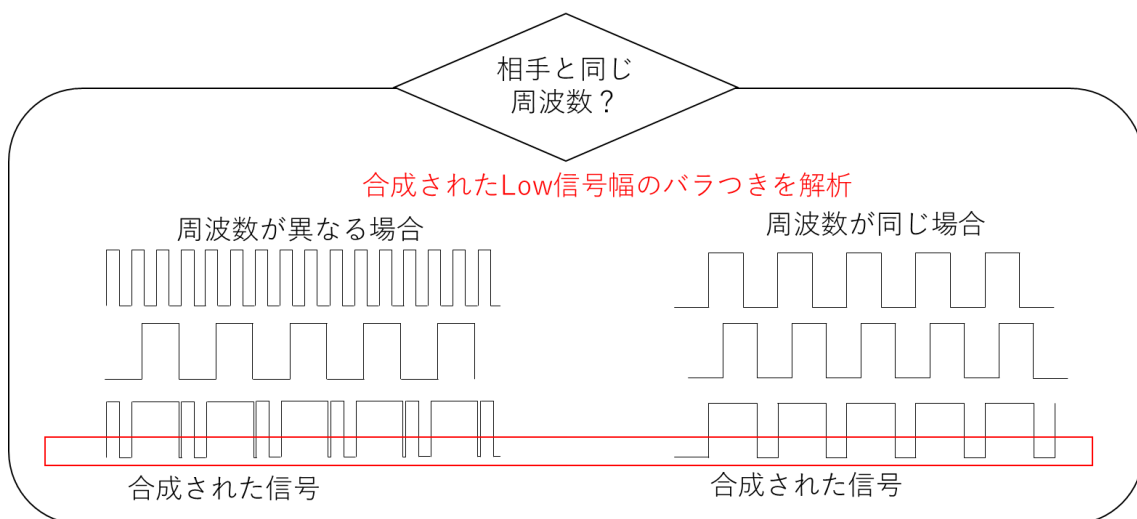 相手と同じ
周波数？
合成されたLow信号幅のバラつきを解析
周波数が異なる場合
周波数が同じ場合
合成された信号
合成された信号